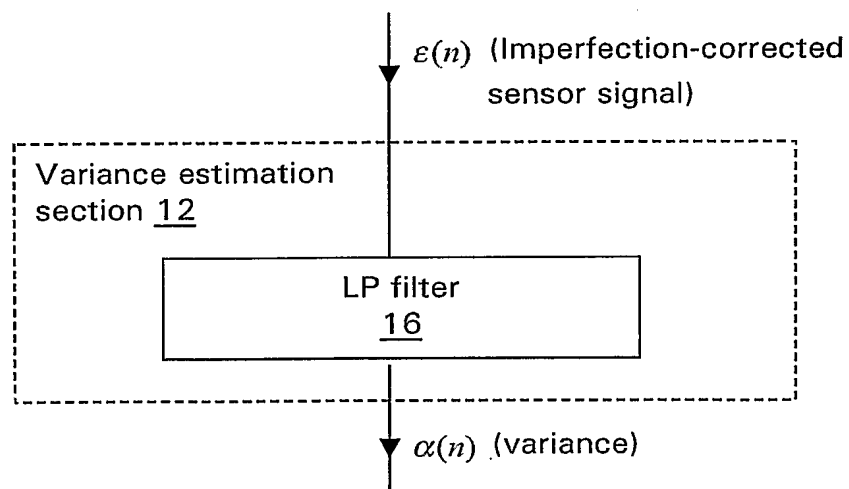 ε(n) (Imperfection-corrected
sensor signal)
Variance estimation
section 12
LP filter
16
α(n) (variance)